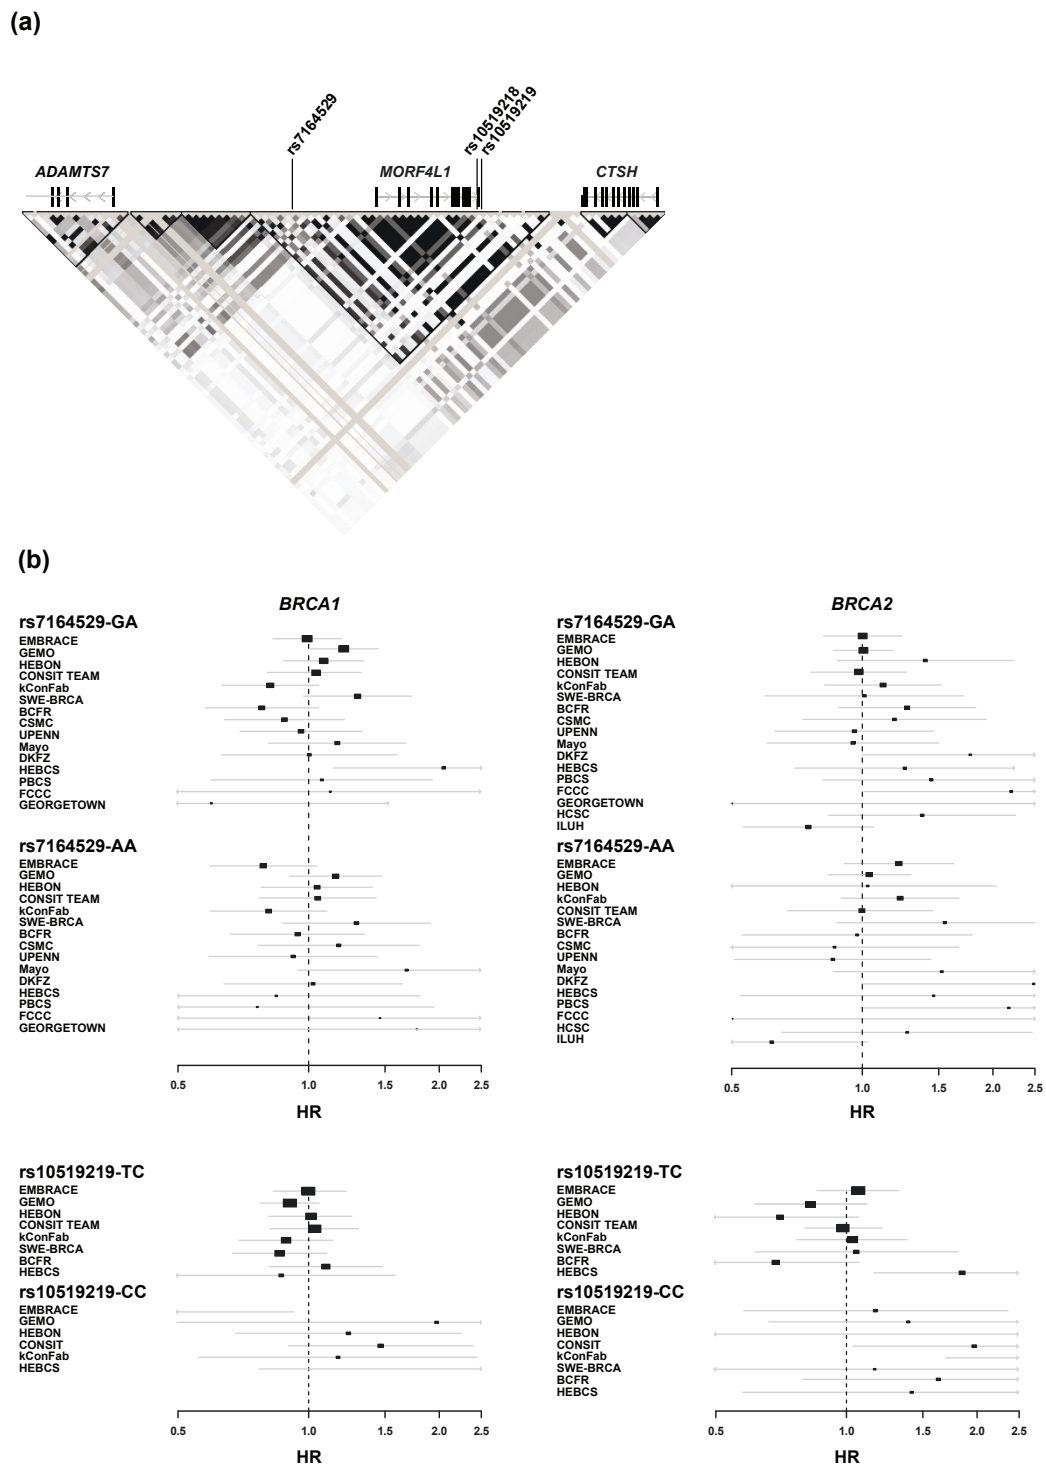 (a)
rs7164529
rs10519218
rs10519219
ADAMTS7
MORF4L1
CTSH
(b)
BRCA1
rs7164529-GA
EMBRACE
GEMO
HEBON
CONSIT TEAM
kConFab
SWE-BRCA
BCFR
CSMC
UPENN
Mayo
DKFZ
HEBCS
PBCS
FCCC
GEORGETOWN
rs7164529-AA
EMBRACE
GEMO
HEBON
CONSIT TEAM
kConFab
SWE-BRCA
BCFR
CSMC
UPENN
Mayo
DKFZ
HEBCS
PBCS
FCCC
GEORGETOWN
0.5 1.0 1.5 2.0 2.5
HR
BRCA2
rs7164529-GA
EMBRACE
GEMO
HEBON
CONSIT TEAM
kConFab
SWE-BRCA
BCFR
CSMC
UPENN
Mayo
DKFZ
HEBCS
PBCS
FCCC
GEORGETOWN
HCSC
ILUH
rs7164529-AA
EMBRACE
GEMO
HEBON
kConFab
CONSIT TEAM
SWE-BRCA
BCFR
CSMC
UPENN
Mayo
DKFZ
HEBCS
PBCS
FCCC
HCSC
ILUH
0.5 1.0 1.5 2.0 2.5
HR
rs10519219-TC
EMBRACE
GEMO
HEBON
CONSIT TEAM
kConFab
SWE-BRCA
BCFR
HEBCS
rs10519219-CC
EMBRACE
GEMO
HEBON
CONSIT
kConFab
HEBCS
0.5 1.0 1.5 2.0 2.5
HR
rs10519219-TC
EMBRACE
GEMO
HEBON
CONSIT TEAM
kConFab
SWE-BRCA
BCFR
HEBCS
rs10519219-CC
EMBRACE
GEMO
HEBON
CONSIT
kConFab
SWE-BRCA
BCFR
HEBCS
0.5 1.0 1.5 2.0 2.5
HR